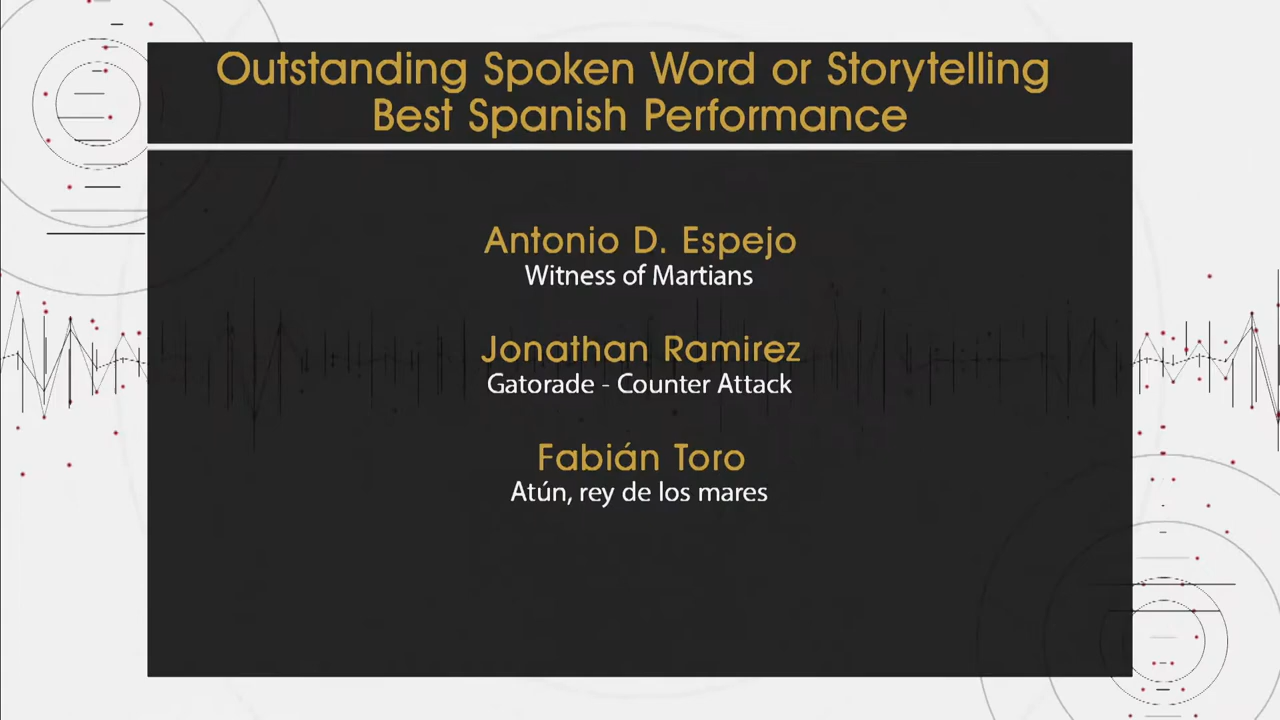 Outstanding Spoken Word or Storytelling
Best Spanish Performance
Antonio D. Espejo
Witness of Martians
Jonathan Ramirez
Gatorade - Counter Attack
Fabián Toro
Atún, rey de los mares